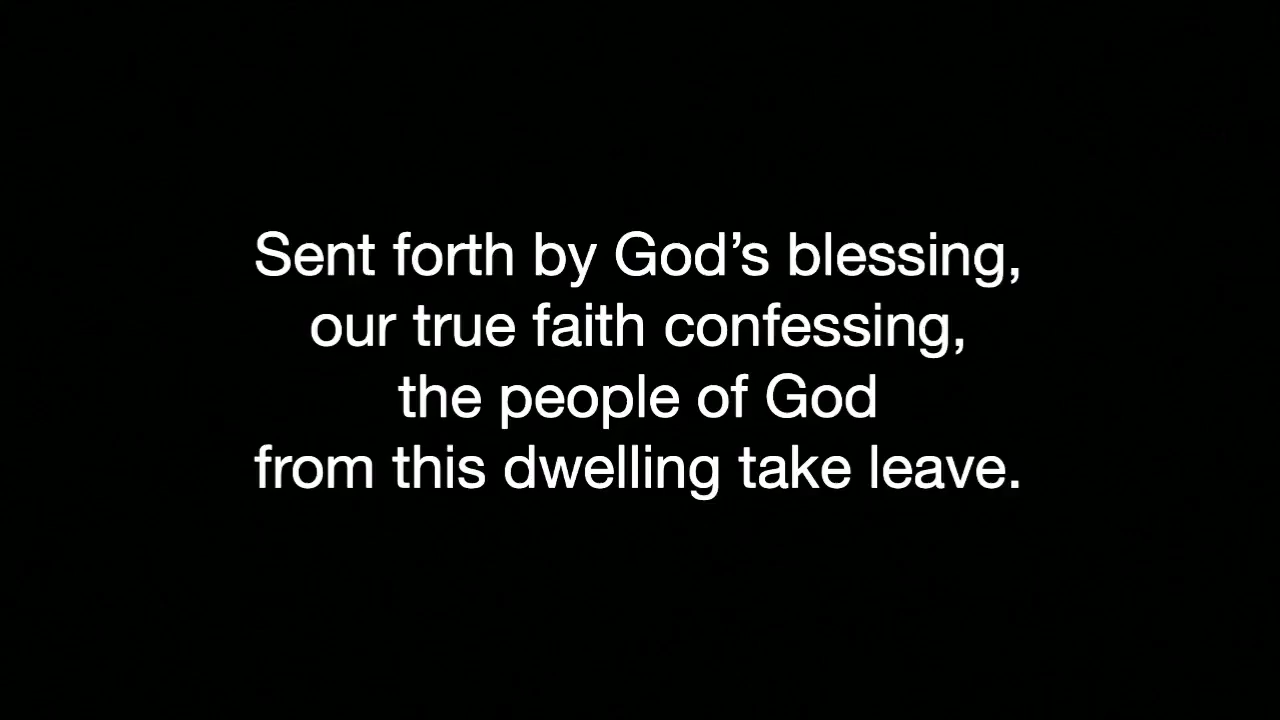 Sent forth by God’s blessing,
our true faith confessing,
the people of God
from this dwelling take leave.